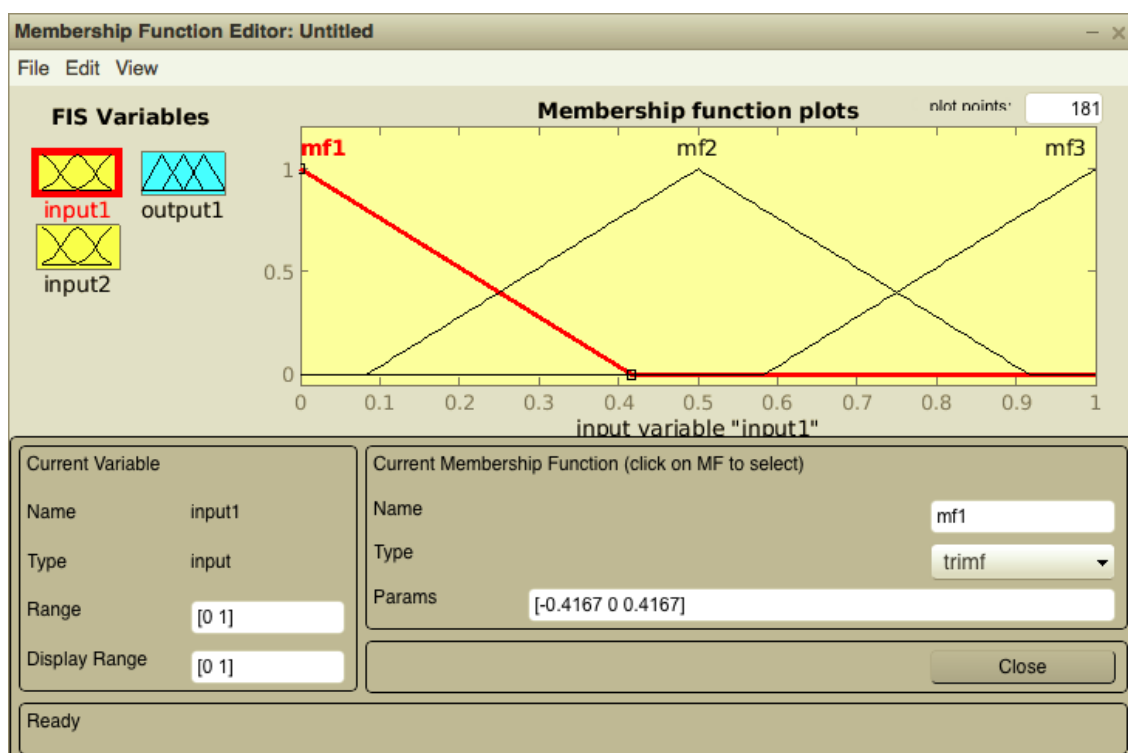 Membership Function Editor: Untitled
File Edit View
FIS Variables
input1
output1
input2
Membership function plots
plot points:
181
mf1
mf2
mf3
1
0.5
0
0 0.1 0.2 0.3 0.4 0.5 0.6 0.7 0.8 0.9 1
input variable "input1"
Current Variable
Name input1
Type input
Range [0 1]
Display Range [0 1]
Current Membership Function (click on MF to select)
Name mf1
Type trimf
Params [-0.4167 0 0.4167]
Close
Ready